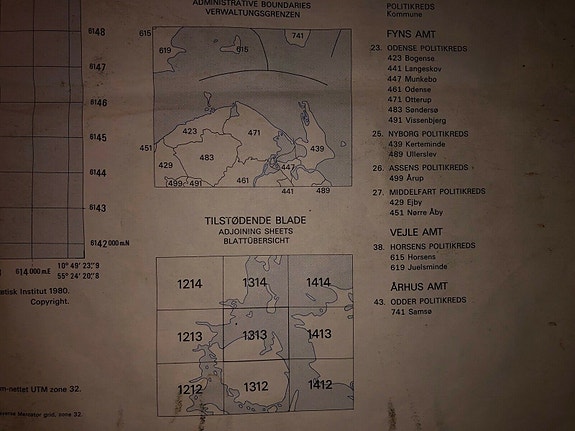 ADMINISTRATIVE BOUNDARIES
VERWALTUNGSGRENZEN
615
619
615
741
451
423
471
439
483
429
447
461
499
491
441
489
TILSTØDENDE BLADE
ADJOINING SHEETS
BLATTÜBERSICHT
1214
1314
1414
1213
1313
1413
1212
1312
1412
6148
6147
6146
6145
6144
6143
6142 000 m.N
614 000 m.E
10° 49' 23",9
55° 24' 20",8
atisk Institut 1980.
Copyright.
m-nettet UTM zone 32.
Mercator grid, zone 32.
POLITIKREDS
Kommune
FYNS AMT
23. ODENSE POLITIKREDS
423 Bogense
441 Langeskov
447 Munkebo
461 Odense
471 Otterup
483 Søndersø
491 Vissenbjerg
25. NYBORG POLITIKREDS
439 Kerteminde
489 Ullerslev
26. ASSENS POLITIKREDS
499 Årup
27. MIDDELFART POLITIKREDS
429 Ejby
451 Nørre Åby
VEJLE AMT
38. HORSENS POLITIKREDS
615 Horsens
619 Juelsminde
ÅRHUS AMT
43. ODDER POLITIKREDS
741 Samsø